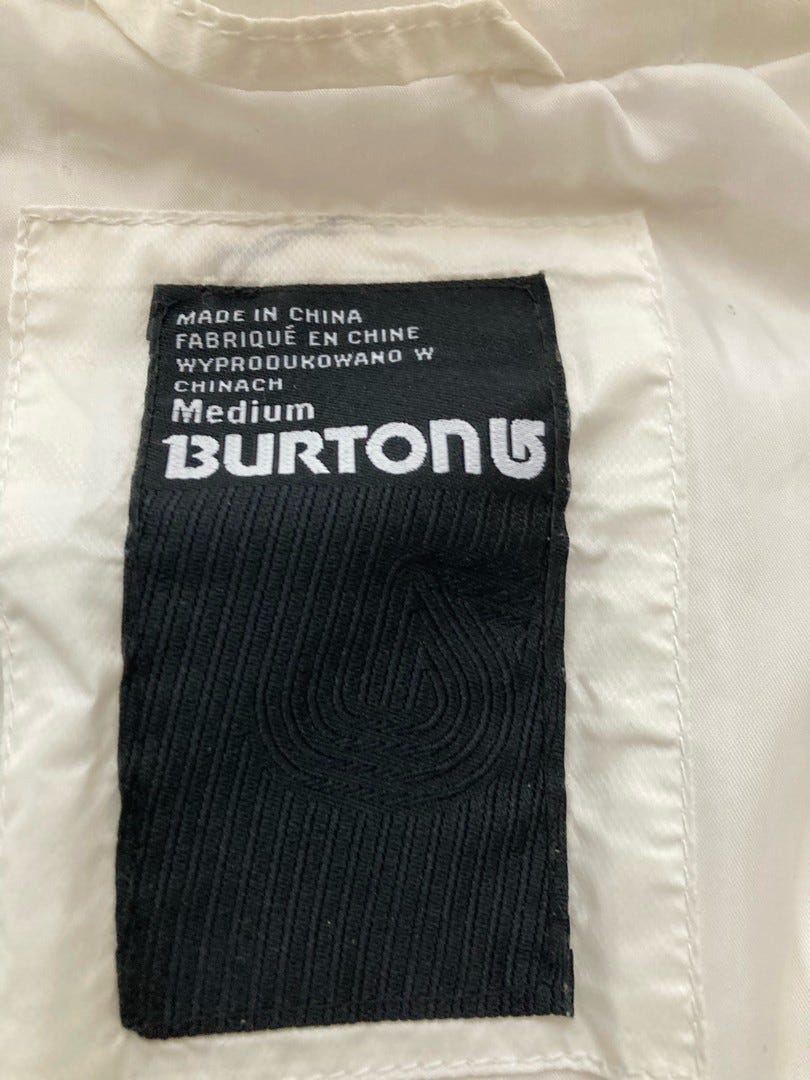 MADE IN CHINA
FABRIQUÉ EN CHINE
WYPRODUKOWANO W
CHINACH
Medium
BURTON